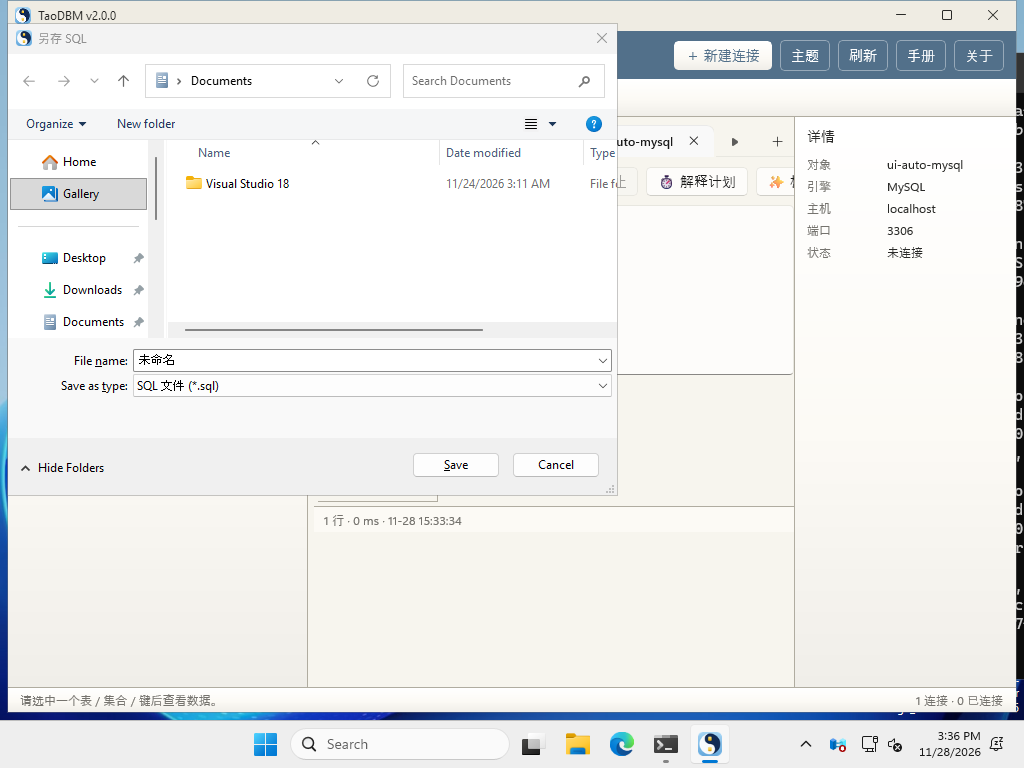 TaoDBM v2.0.0
另存 SQL
Documents
Search Documents
Organize
New folder
Name
Date modified
Type
Home
Gallery
Visual Studio 18
11/24/2026 3:11 AM
File f
Desktop
Downloads
Documents
File name:
未命名
Save as type:
SQL 文件 (*.sql)
Hide Folders
Save
Cancel
+ 新建连接
主题
刷新
手册
关于
uto-mysql
止
解释计划
详情
对象
ui-auto-mysql
引擎
MySQL
主机
localhost
端口
3306
状态
未连接
1 行 · 0 ms · 11-28 15:33:34
请选中一个表 / 集合 / 键后查看数据。
1 连接 · 0 已连接
Search
3:36 PM
11/28/2026